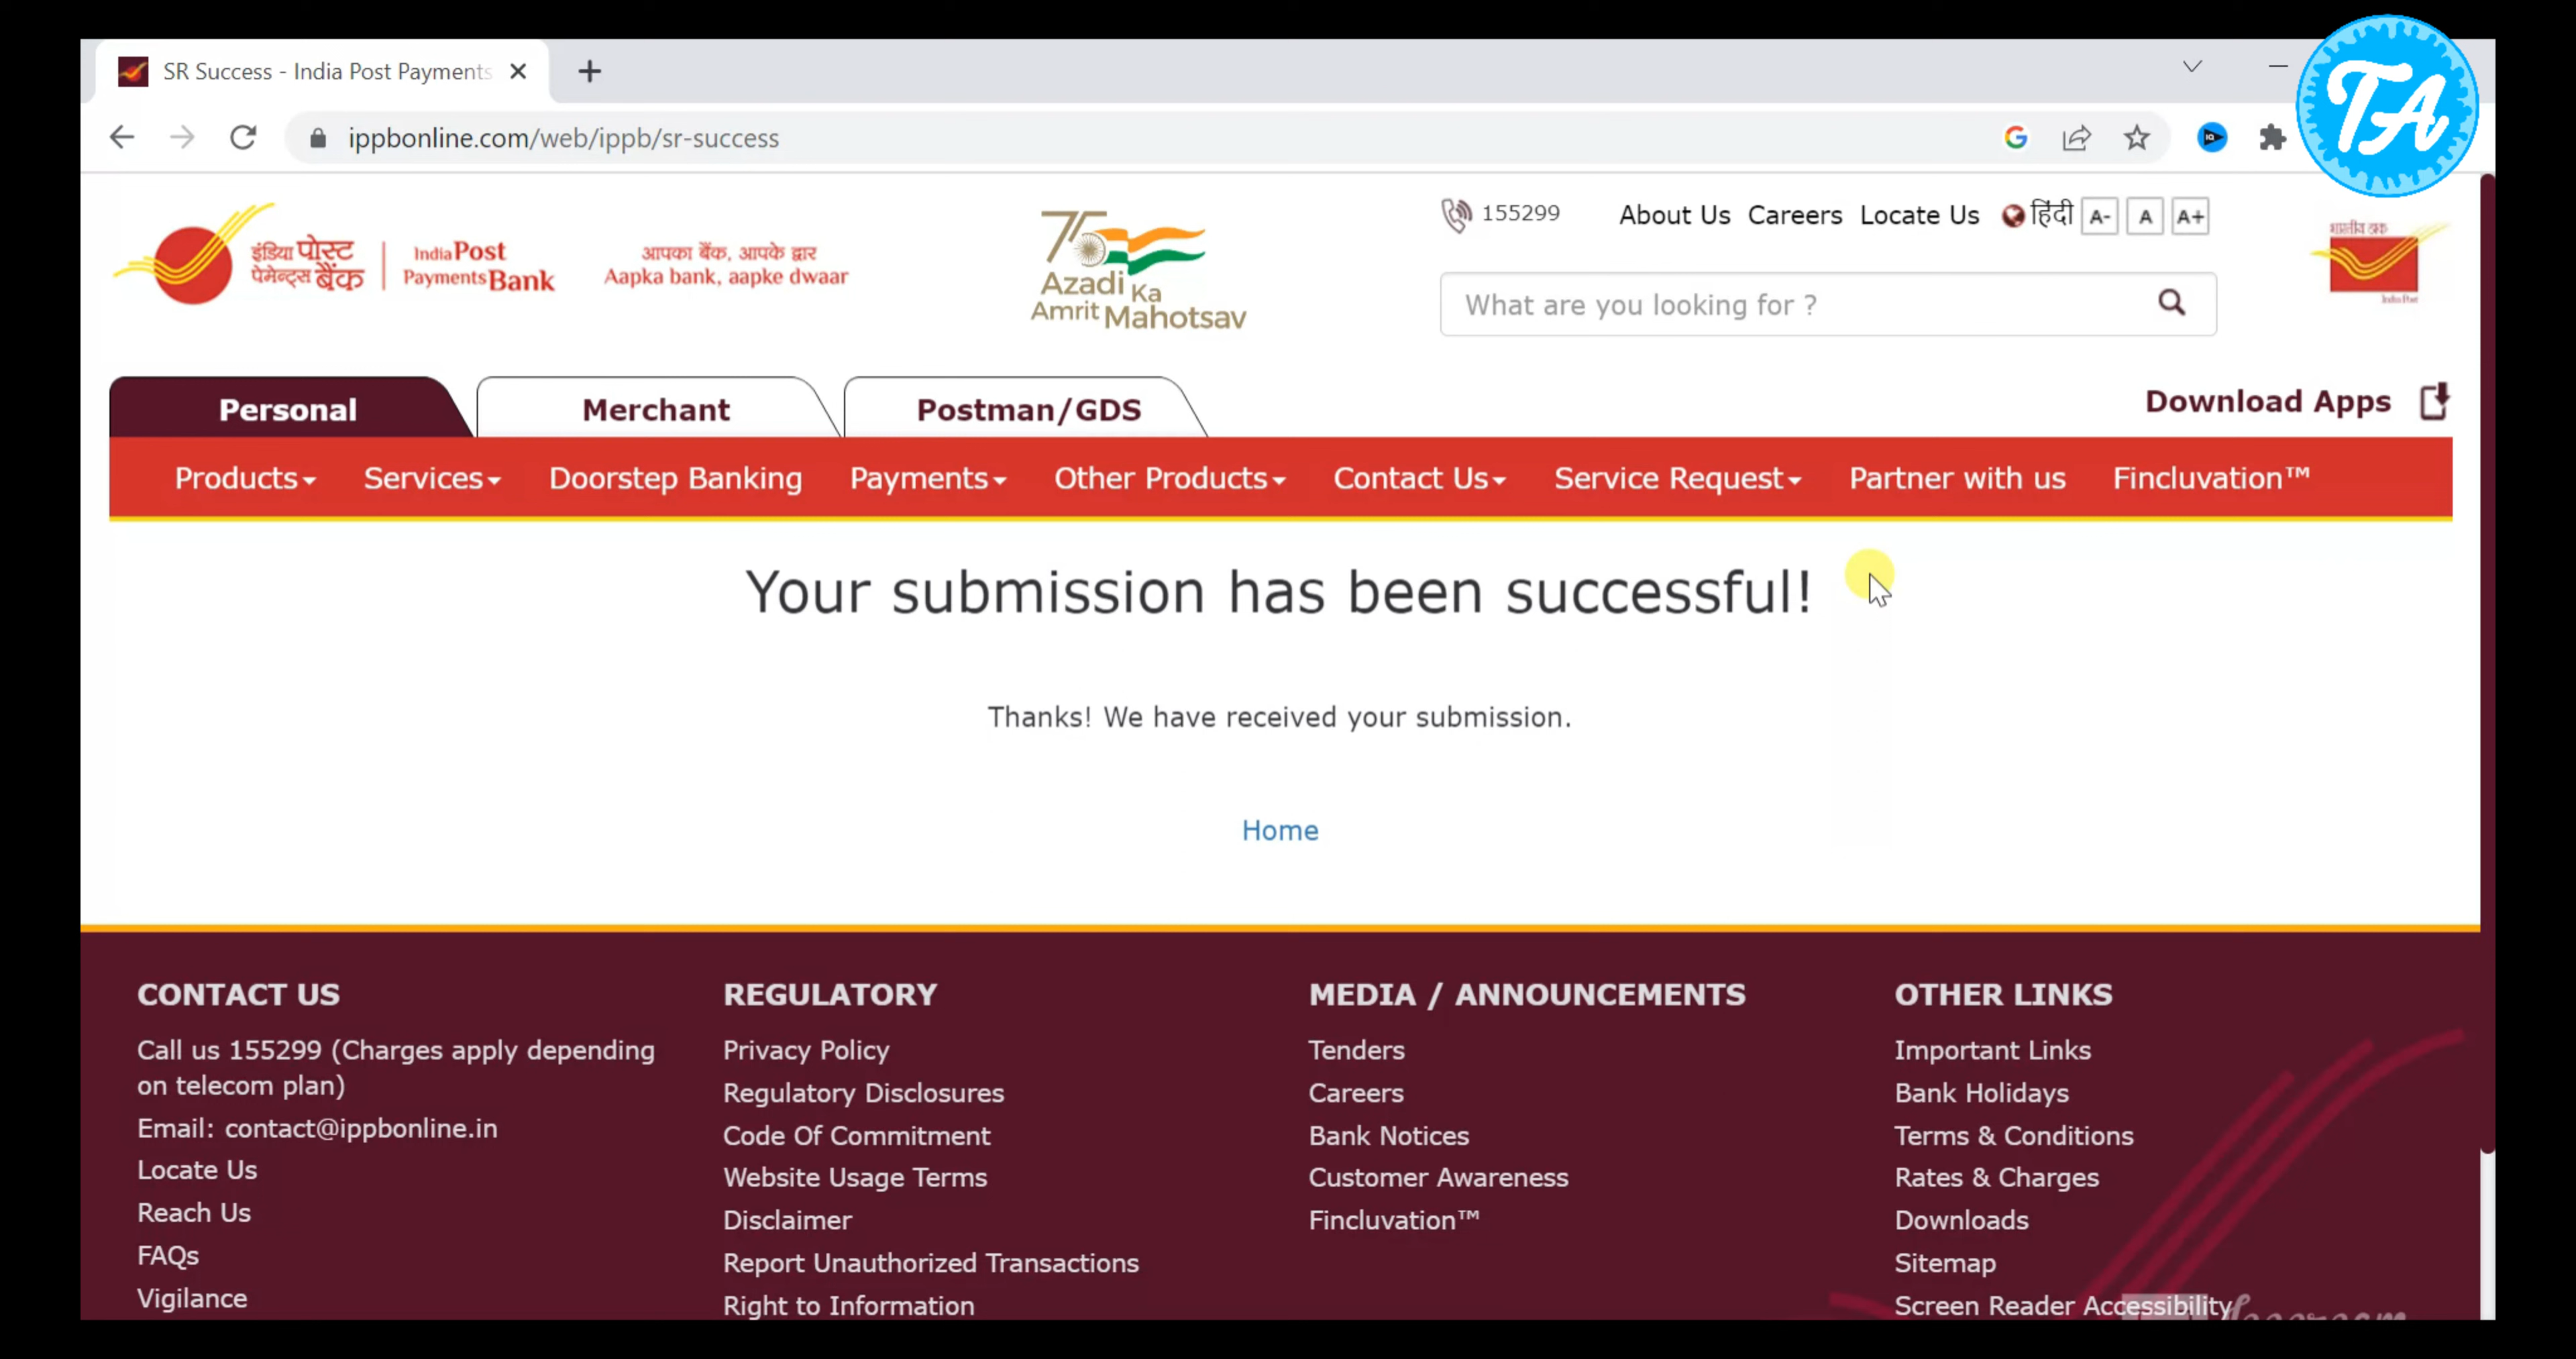 SR Success - India Post Payments
TA
ippbonline.com/web/ippb/sr-success
इंडिया पोस्ट
पेमेन्ट्स बैंक
IndiaPost
PaymentsBank
आपका बैंक, आपके द्वार
Aapka bank, aapke dwaar
75
Azadi Ka
Amrit Mahotsav
155299
About Us Careers Locate Us हिंदी A- A A+
What are you looking for ?
भारतीय डाक
India Post
Personal
Merchant
Postman/GDS
Download Apps
Products Services Doorstep Banking Payments Other Products Contact Us Service Request Partner with us Fincluvation™
Your submission has been successful!
Thanks! We have received your submission.
Home
CONTACT US
Call us 155299 (Charges apply depending
on telecom plan)
Email: contact@ippbonline.in
Locate Us
Reach Us
FAQs
Vigilance
REGULATORY
Privacy Policy
Regulatory Disclosures
Code Of Commitment
Website Usage Terms
Disclaimer
Report Unauthorized Transactions
Right to Information
MEDIA / ANNOUNCEMENTS
Tenders
Careers
Bank Notices
Customer Awareness
Fincluvation™
OTHER LINKS
Important Links
Bank Holidays
Terms & Conditions
Rates & Charges
Downloads
Sitemap
Screen Reader Accessibility